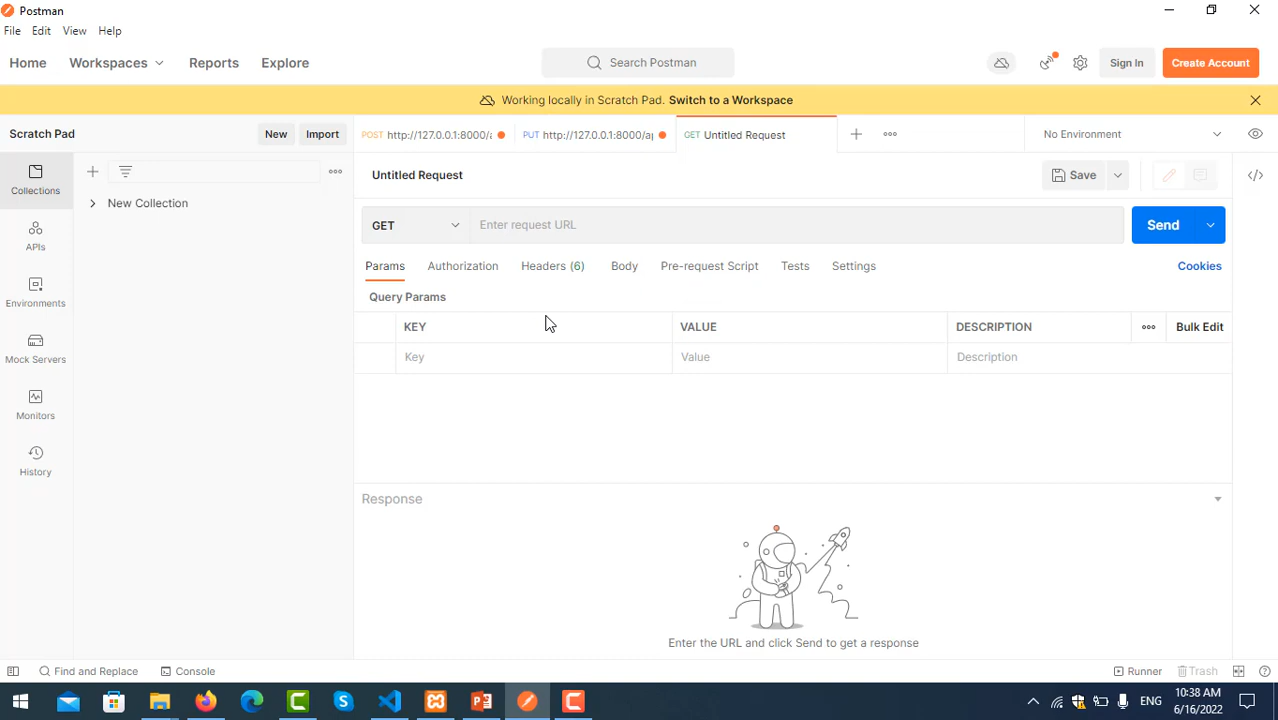 Postman
File Edit View Help
Home Workspaces Reports Explore Search Postman Sign In Create Account
Working locally in Scratch Pad. Switch to a Workspace
Scratch Pad New Import POST http://127.0.0.1:8000/a PUT http://127.0.0.1:8000/ap GET Untitled Request No Environment
Collections
New Collection
APIs
Environments
Mock Servers
Monitors
History
Untitled Request Save
GET Enter request URL Send
Params Authorization Headers (6) Body Pre-request Script Tests Settings Cookies
Query Params
KEY VALUE DESCRIPTION Bulk Edit
Key Value Description
Response
Enter the URL and click Send to get a response
Find and Replace Console Runner Trash
ENG 10:38 AM
6/16/2022